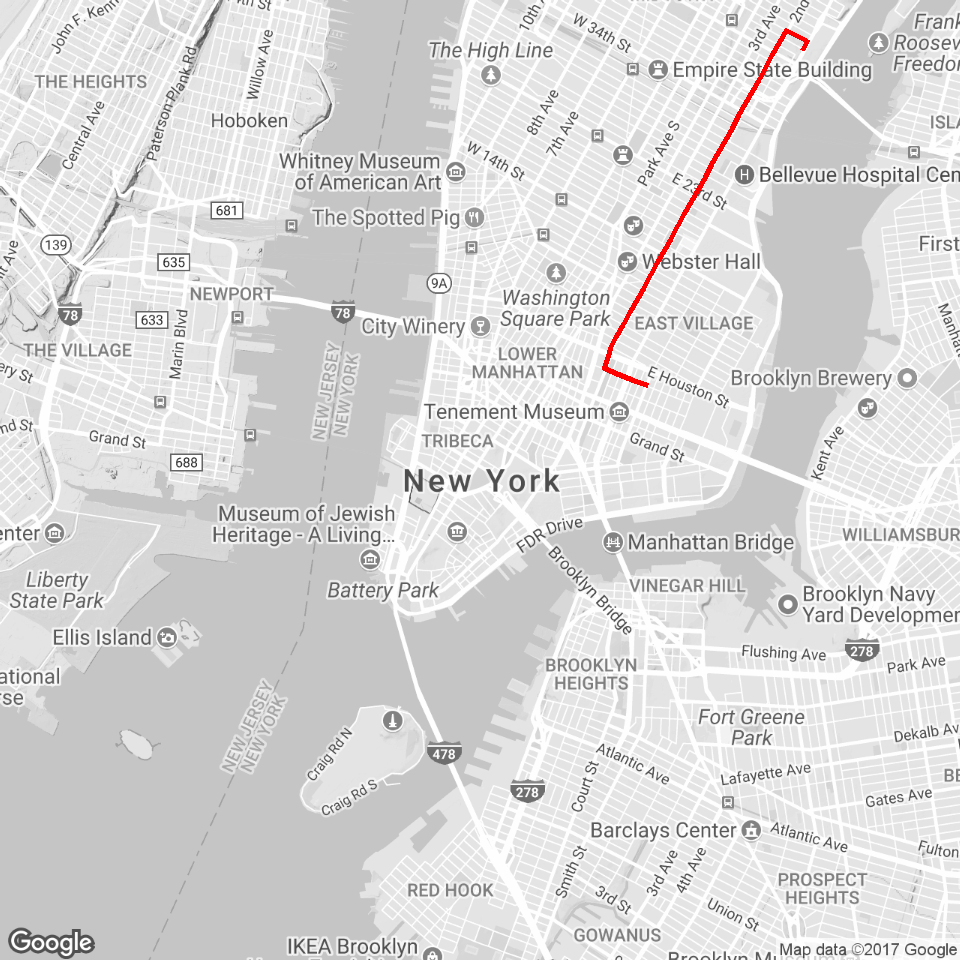 John F. Kenn
Paterson Plank Rd
14th St
Willow Ave
10th Ave
W 34th St
3rd Ave
2nd
Frank
Roosev
Freedom
The High Line
THE HEIGHTS
Central Ave
Empire State Building
Hoboken
8th Ave
7th Ave
Park Ave S
ISLA
Whitney Museum
of American Art
W 14th St
E 23rd St
H
Bellevue Hospital Cen
681
The Spotted Pig
139
635
Webster Hall
First
9A
NEWPORT
Washington
Square Park
78
78
633
Marin Blvd
City Winery
EAST VILLAGE
THE VILLAGE
LOWER
MANHATTAN
E Houston St
Brooklyn Brewery
ery St
NEW JERSEY
NEW YORK
Tenement Museum
nd St
Grand St
TRIBECA
Grand St
Kent Ave
688
New York
Museum of Jewish
Heritage - A Living...
FDR Drive
enter
Manhattan Bridge
WILLIAMSBUR
Liberty
State Park
Battery Park
Brooklyn Bridge
VINEGAR HILL
Brooklyn Navy
Yard Developmen
Ellis Island
Flushing Ave
278
Park Ave
ational
rse
BROOKLYN
HEIGHTS
NEW JERSEY
NEW YORK
Fort Greene
Park
Dekalb Ave
Craig Rd N
478
Atlantic Ave
Lafayette Ave
BE
Craig Rd S
278
Court St
Gates Ave
Barclays Center
Atlantic Ave
Fulton
Smith St
3rd Ave
4th Ave
RED HOOK
3rd St
PROSPECT
HEIGHTS
Union St
GOWANUS
IKEA Brooklyn
Google
Map data ©2017 Google